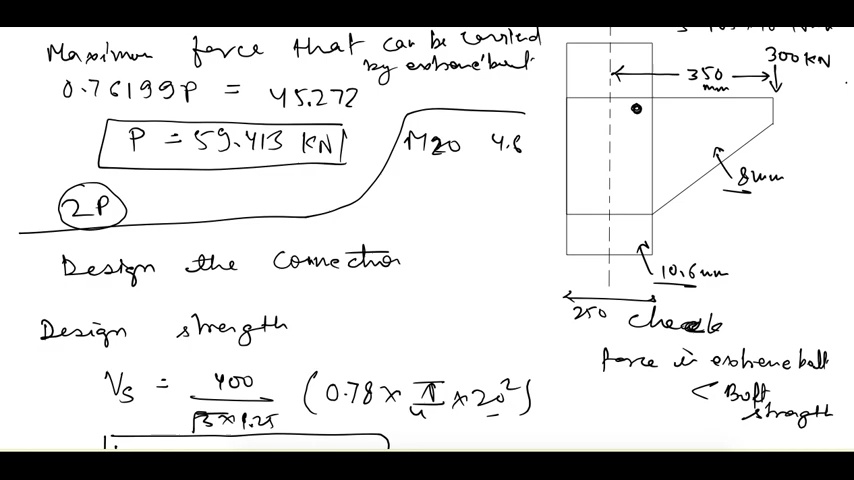 Maximum force that can be carried
by extreme bolt
0.76199P = 45.272
P = 59.413 KN
M20 4.6
2P
Design the connection
Design strength
Vs = 400 / √3 × 1.25 (0.78 × π/4 × 20²)
300KN
350
mm
8mm
10.6mm
250
Check
force in extreme bolt
< Bolt
strength